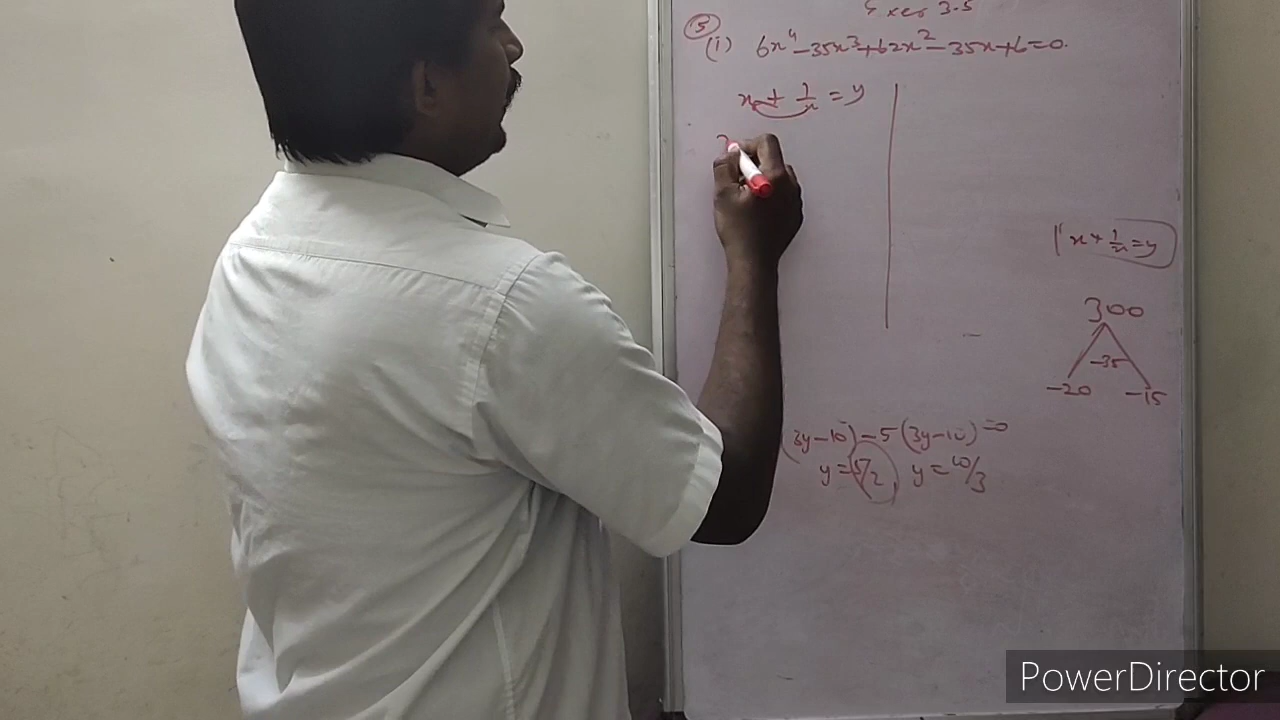 Exer 3.5
⑤
(i) 6x⁴-35x³+62x²-35x+6=0.
x + 1/x = y
x + 1/x = y
300
-35
-20 -15
(3y-10)-5(3y-10)=0
y=5/2, y=10/3
PowerDirector